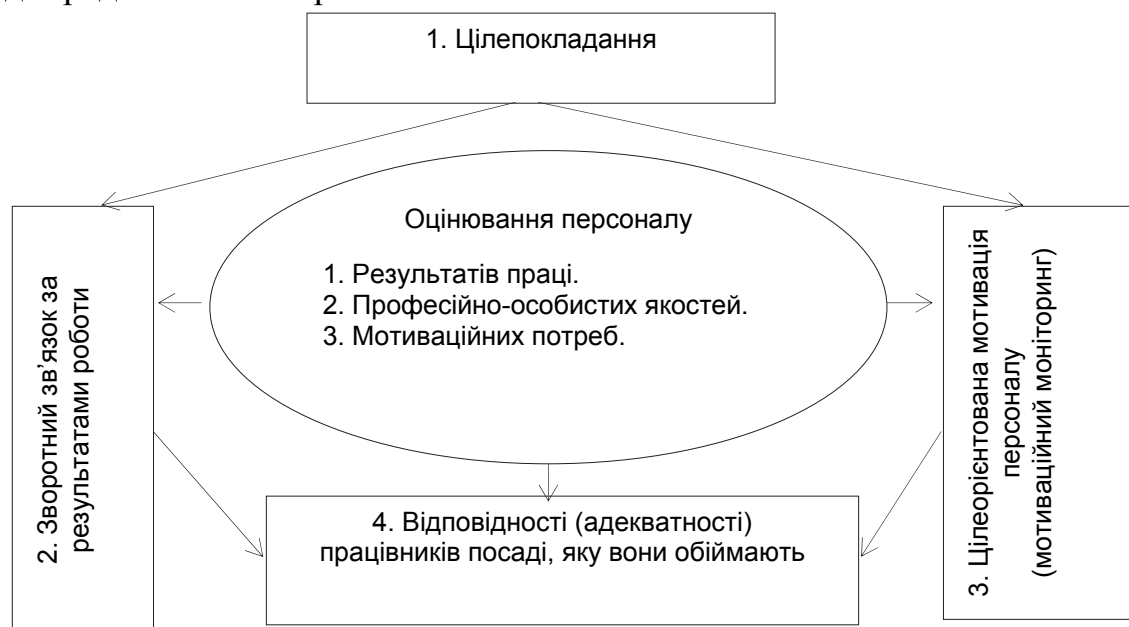 1. Цілепокладання
Оцінювання персоналу
1. Результатів праці.
2. Професійно-особистих якостей.
3. Мотиваційних потреб.
2. Зворотний зв’язок за
результатами роботи
3. Цілеорієнтована мотивація
персоналу
(мотиваційний моніторинг)
4. Відповідності (адекватності)
працівників посаді, яку вони обіймають